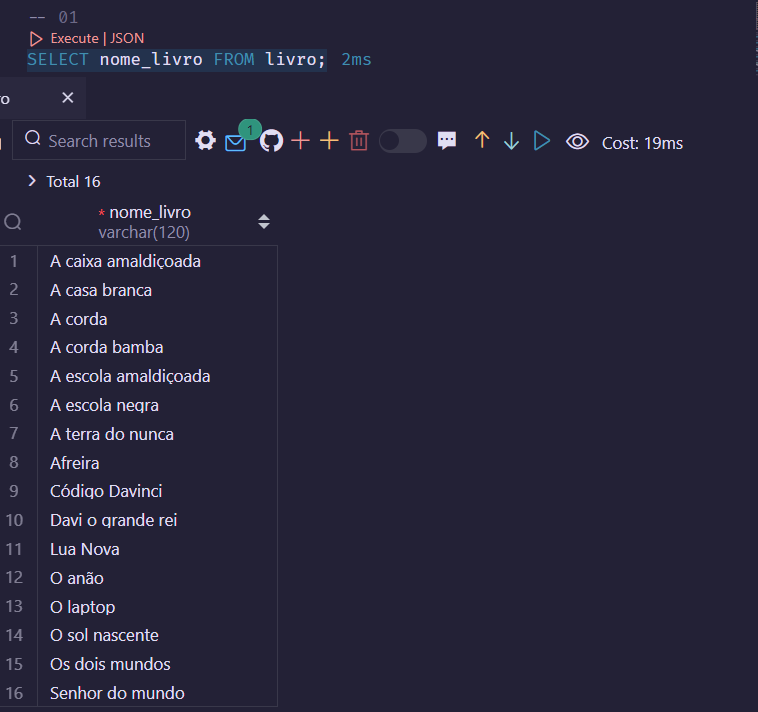 -- 01
Execute | JSON
SELECT nome_livro FROM livro; 2ms
ro
Search results 1 Cost: 19ms
Total 16
* nome_livro
varchar(120)
1 A caixa amaldiçoada
2 A casa branca
3 A corda
4 A corda bamba
5 A escola amaldiçoada
6 A escola negra
7 A terra do nunca
8 Afreira
9 Código Davinci
10 Davi o grande rei
11 Lua Nova
12 O anão
13 O laptop
14 O sol nascente
15 Os dois mundos
16 Senhor do mundo